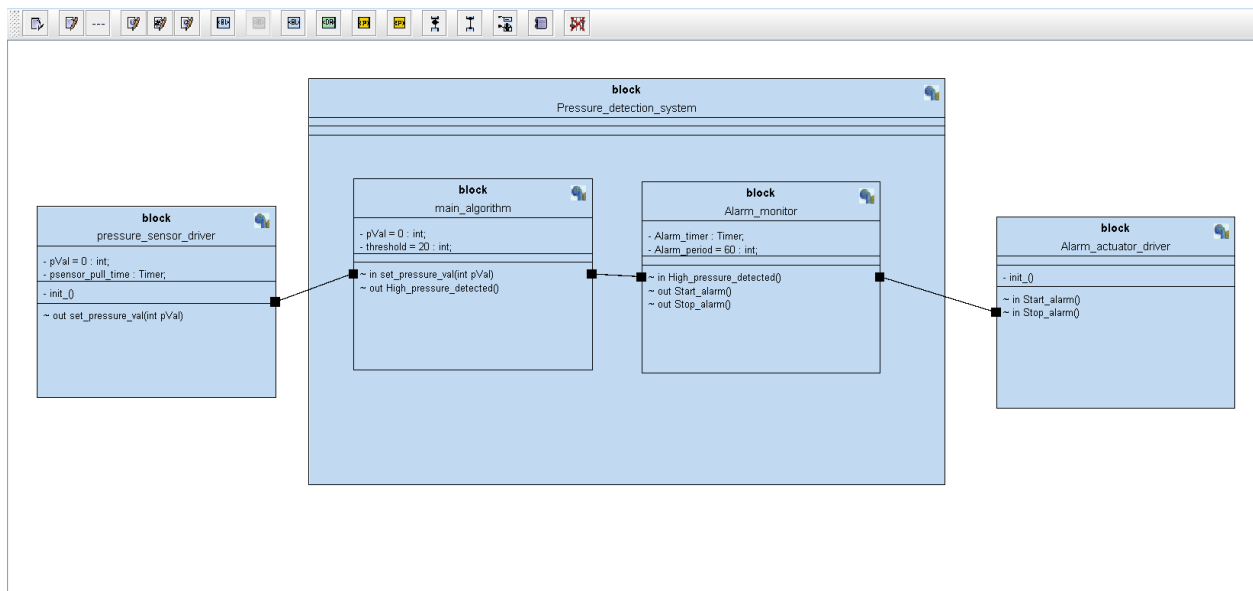 ---
block
Pressure_detection_system
block
pressure_sensor_driver
- pVal = 0 : int;
- psensor_pull_time : Timer;
- init_()
~ out set_pressure_val(int pVal)
block
main_algorithm
- pVal = 0 : int;
- threshold = 20 : int;
~ in set_pressure_val(int pVal)
~ out High_pressure_detected()
block
Alarm_monitor
- Alarm_timer : Timer;
- Alarm_period = 60 : int;
~ in High_pressure_detected()
~ out Start_alarm()
~ out Stop_alarm()
block
Alarm_actuator_driver
- init_()
~ in Start_alarm()
~ in Stop_alarm()